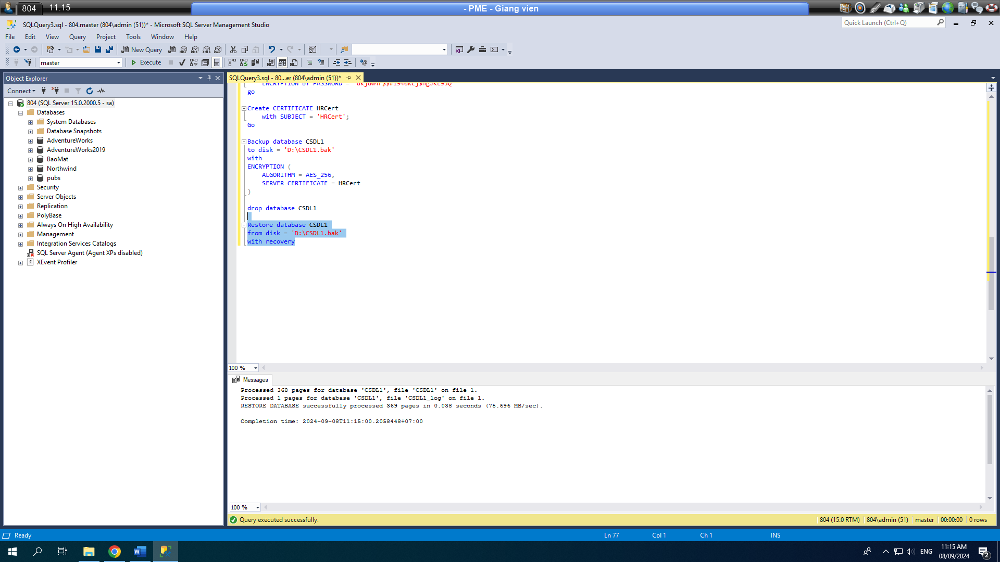 804
11:15
- PME - Giang vien
SQLQuery3.sql - 804.master (804\admin (51))* - Microsoft SQL Server Management Studio
Quick Launch (Ctrl+Q)
File Edit View Query Project Tools Window Help
New Query
MDX DMX XMLA DAX
master
Execute
Object Explorer
Connect
804 (SQL Server 15.0.2000.5 - sa)
Databases
System Databases
Database Snapshots
AdventureWorks
AdventureWorks2019
BaoMat
Northwind
pubs
Security
Server Objects
Replication
PolyBase
Always On High Availability
Management
Integration Services Catalogs
SQL Server Agent (Agent XPs disabled)
XEvent Profiler
SQLQuery3.sql - 80...er (804\admin (51))*
ENCRYPTION BY PASSWORD =
go
Create CERTIFICATE HRCert
with SUBJECT = 'HRCert';
Go
Backup database CSDL1
to disk = 'D:\CSDL1.bak'
with
ENCRYPTION (
ALGORITHM = AES_256,
SERVER CERTIFICATE = HRCert
)
drop database CSDL1
Restore database CSDL1
from disk = 'D:\CSDL1.bak'
with recovery
100 %
Messages
Processed 368 pages for database 'CSDL1', file 'CSDL1' on file 1.
Processed 1 pages for database 'CSDL1', file 'CSDL1_log' on file 1.
RESTORE DATABASE successfully processed 369 pages in 0.038 seconds (75.696 MB/sec).
Completion time: 2024-09-08T11:15:00.2058448+07:00
100 %
Query executed successfully.
804 (15.0 RTM) 804\admin (51) master 00:00:00 0 rows
Ready
Ln 77 Col 1 Ch 1 INS
ENG
11:15 AM
08/09/2024
2